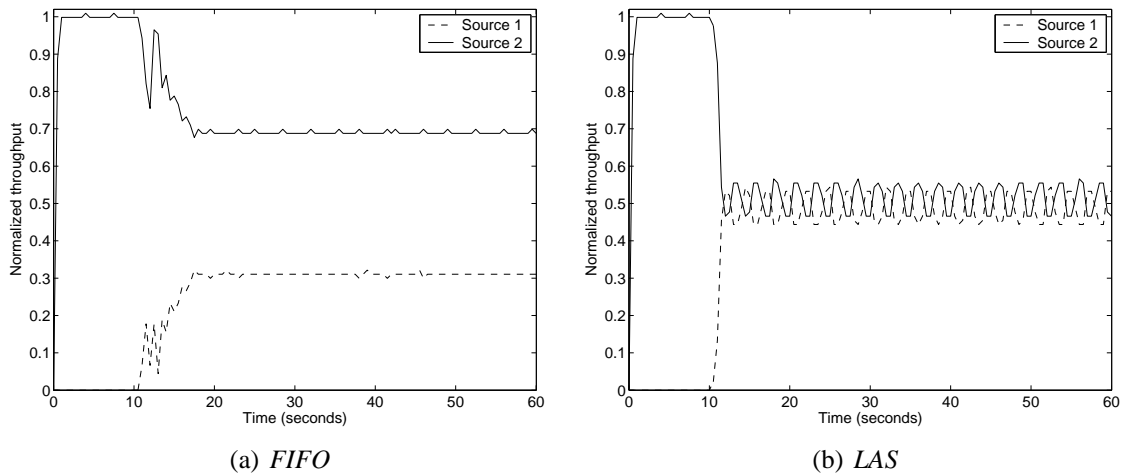 1
0.9
0.8
0.7
0.6
0.5
0.4
0.3
0.2
0.1
0
Normalized throughput
0 10 20 30 40 50 60
Time (seconds)
Source 1
Source 2
(a) FIFO
1
0.9
0.8
0.7
0.6
0.5
0.4
0.3
0.2
0.1
0
Normalized throughput
0 10 20 30 40 50 60
Time (seconds)
Source 1
Source 2
(b) LAS